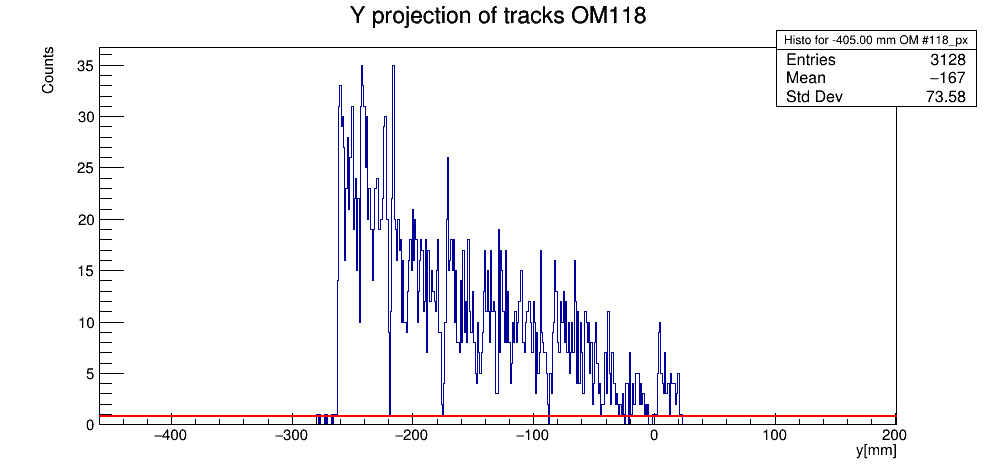 Y projection of tracks OM118
Histo for -405.00 mm OM #118_px
Entries 3128
Mean −167
Std Dev 73.58
Counts
35
30
25
20
15
10
5
0
−400 −300 −200 −100 0 100 200
y[mm]